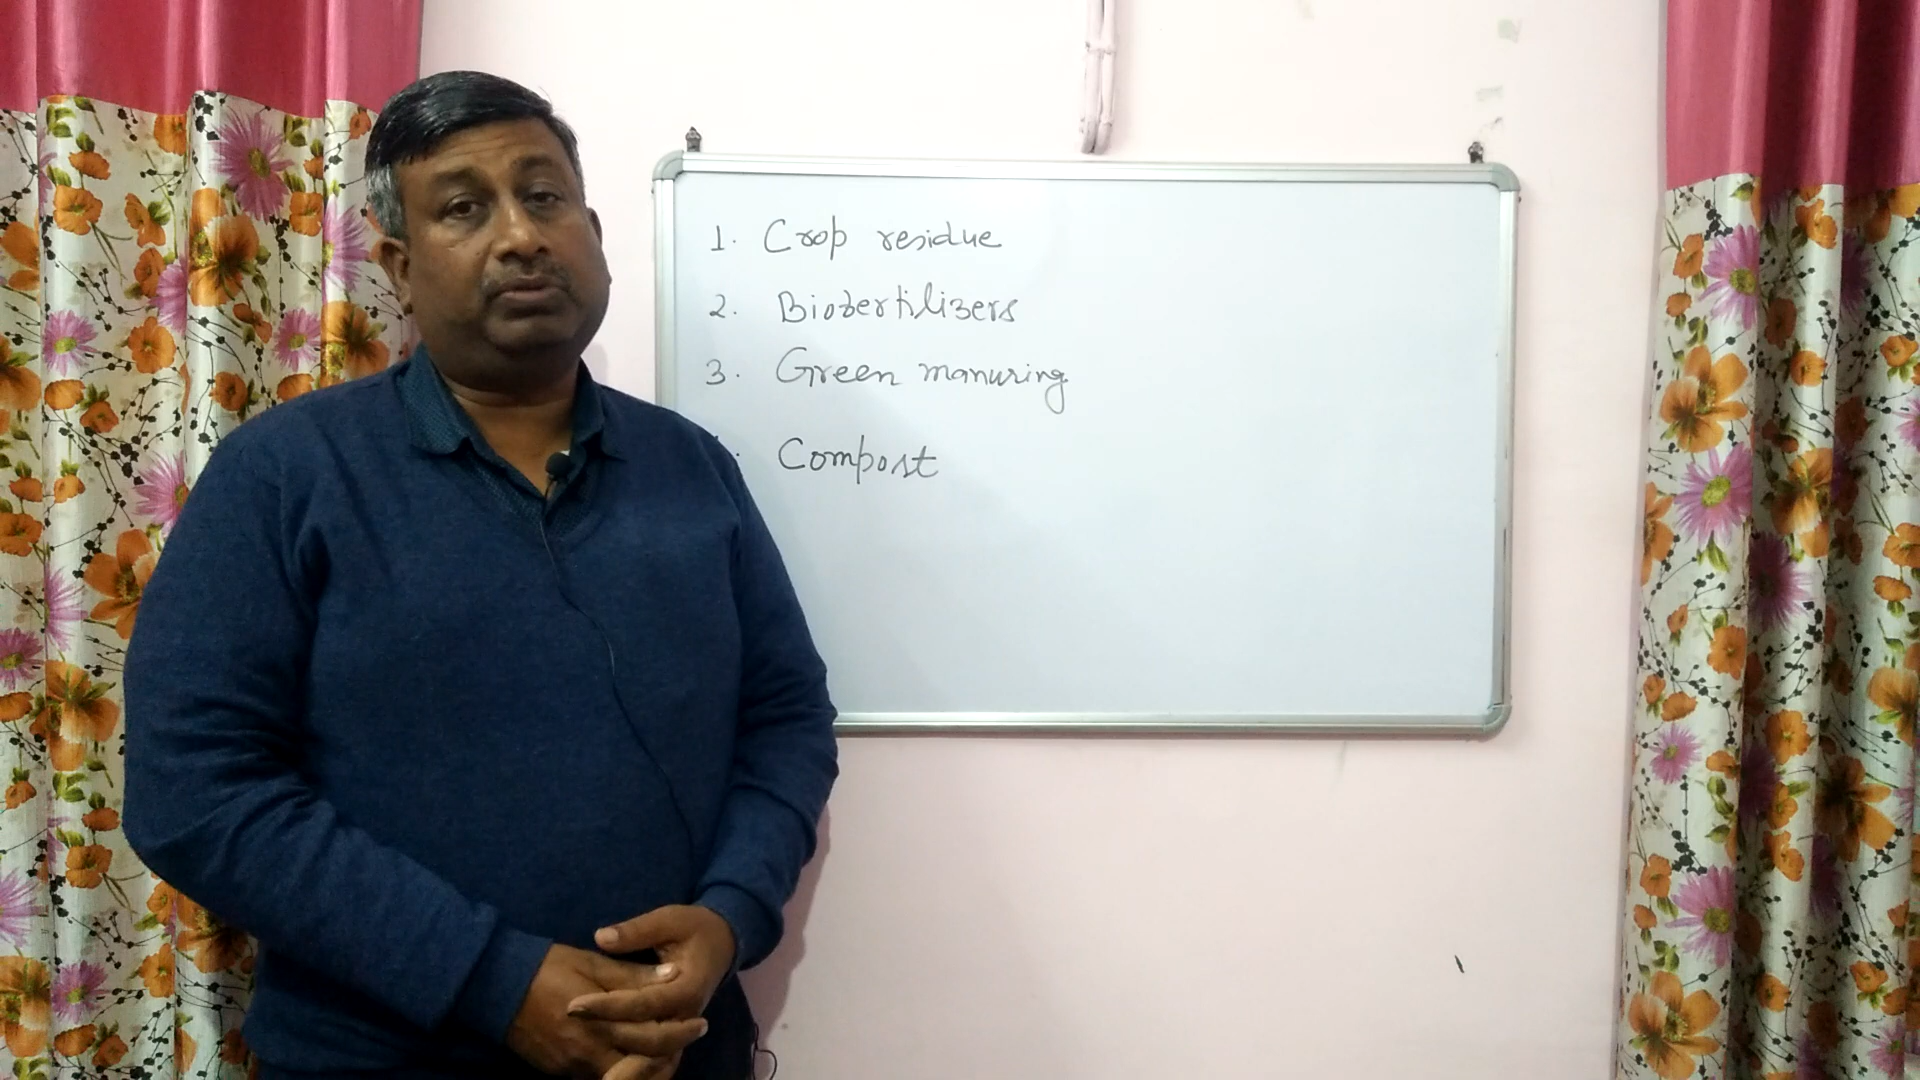 1. Crop residue
2. Biofertilizers
3. Green manuring
. Compost